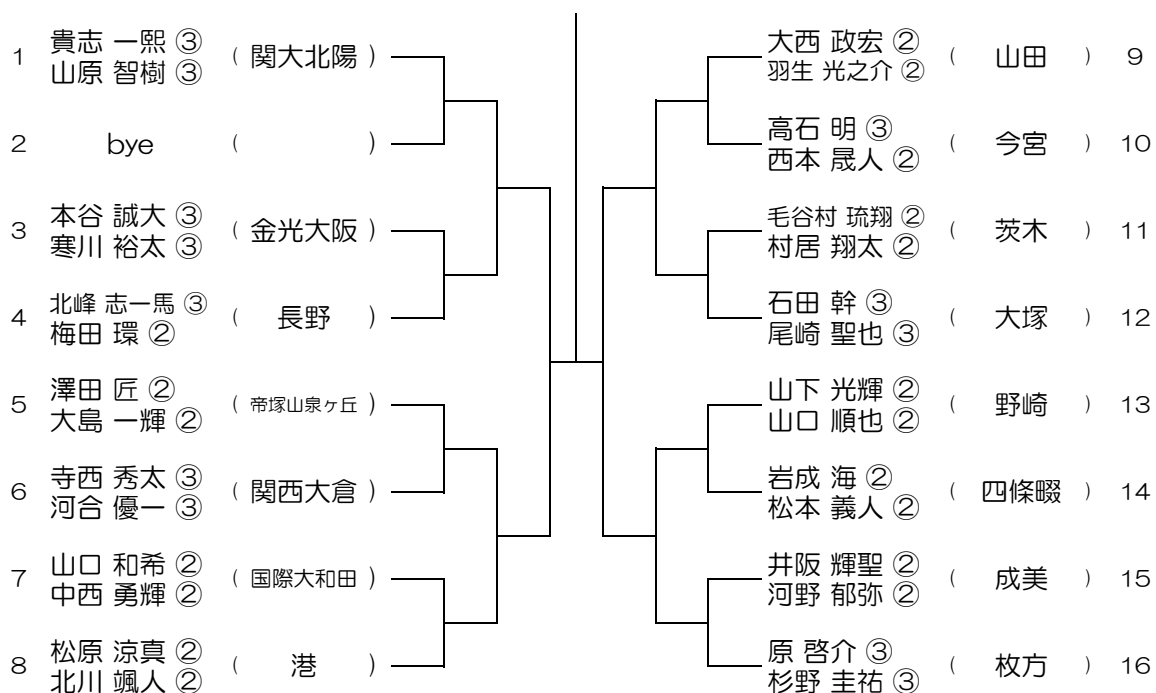 1 貴志 一熙 ③ ( 関大北陽 )
山原 智樹 ③
2 bye ( )
3 本谷 誠大 ③ ( 金光大阪 )
寒川 裕太 ③
4 北峰 志一馬 ③ ( 長野 )
梅田 環 ②
5 澤田 匠 ② ( 帝塚山泉ヶ丘 )
大島 一輝 ②
6 寺西 秀太 ③ ( 関西大倉 )
河合 優一 ③
7 山口 和希 ② ( 国際大和田 )
中西 勇輝 ②
8 松原 涼真 ② ( 港 )
北川 颯人 ②
大西 政宏 ② ( 山田 ) 9
羽生 光之介 ②
高石 明 ③ ( 今宮 ) 10
西本 晟人 ②
毛谷村 琉翔 ② ( 茨木 ) 11
村居 翔太 ②
石田 幹 ③ ( 大塚 ) 12
尾崎 聖也 ③
山下 光輝 ② ( 野崎 ) 13
山口 順也 ②
岩成 海 ② ( 四條畷 ) 14
松本 義人 ②
井阪 輝聖 ② ( 成美 ) 15
河野 郁弥 ②
原 啓介 ③ ( 枚方 ) 16
杉野 圭祐 ③